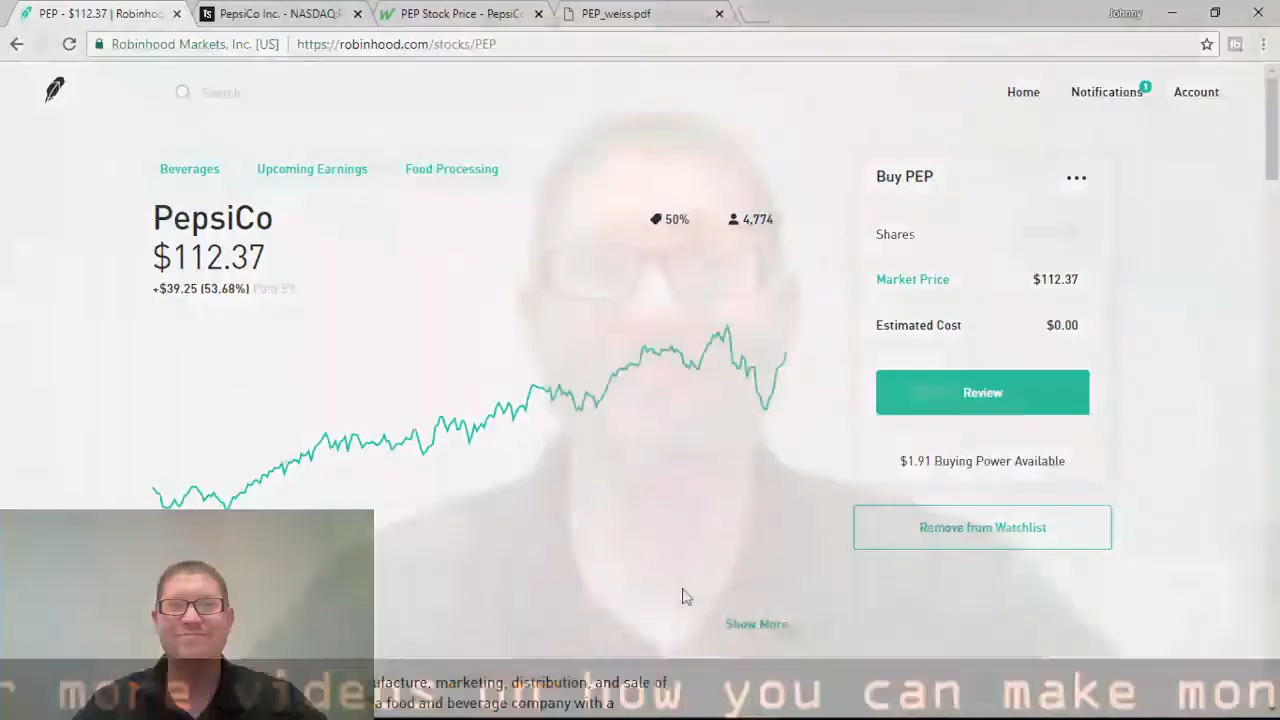 PEP - $112.37 | Robinhoo
PepsiCo Inc. - NASDAQ:
PEP Stock Price - PepsiC
PEP_weiss.pdf
Johnny
Robinhood Markets, Inc. [US]
https://robinhood.com/stocks/PEP
Search
Home
Notifications
1
Account
Beverages
Upcoming Earnings
Food Processing
PepsiCo
50%
4,774
$112.37
+$39.25 (53.68%)
Buy PEP
Shares
Market Price
$112.37
Estimated Cost
$0.00
Review
$1.91 Buying Power Available
Remove from Watchlist
Show More
ufacture, marketing, distribution, and sale of
a food and beverage company with a
r more videos on how you can make mon